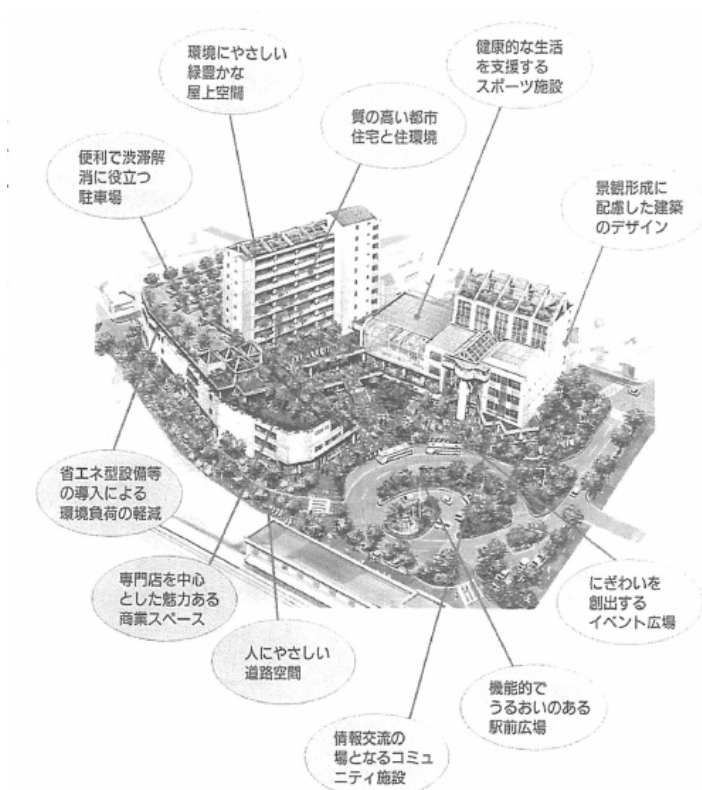 環境にやさしい
緑豊かな
屋上空間
健康的な生活
を支援する
スポーツ施設
質の高い都市
住宅と住環境
便利で渋滞解
消に役立つ
駐車場
景観形成に
配慮した建築
のデザイン
省エネ型設備等
の導入による
環境負荷の軽減
専門店を中心
とした魅力ある
商業スペース
人にやさしい
道路空間
にぎわいを
創出する
イベント広場
機能的で
うるおいのある
駅前広場
情報交流の
場となるコミュ
ニティ施設